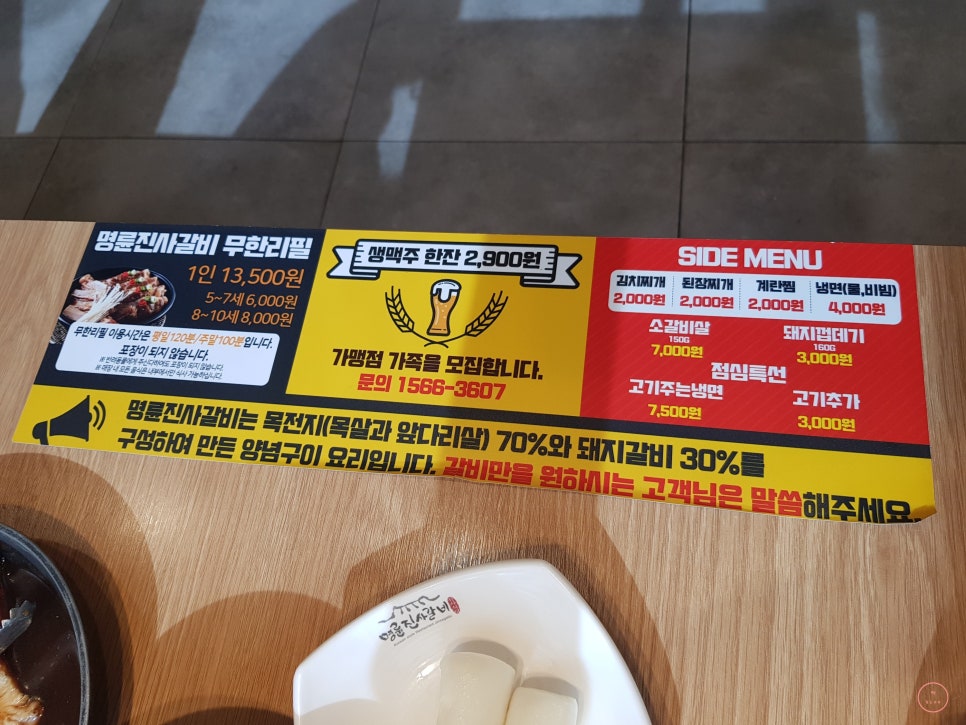 명륜진사갈비 무한리필
1인 13,500원
5~7세 6,000원
8~10세 8,000원
무한리필 이용시간은 평일120분/주말100분입니다.
포장이 되지 않습니다.
생맥주 한잔 2,900원
가맹점 가족을 모집합니다.
문의 1566-3607
SIDE MENU
김치찌개 된장찌개 계란찜 냉면(물,비빔)
2,000원 2,000원 2,000원 4,000원
소갈비살 돼지껍데기
150G 160G
7,000원 3,000원
점심특선
고기주는냉면 고기추가
7,500원 3,000원
명륜진사갈비는 목전지(목살과 앞다리살) 70%와 돼지갈비 30%를
구성하여 만든 양념구이 요리입니다. 갈비만을 원하시는 고객님은 말씀해주세요.
명륜진사갈비